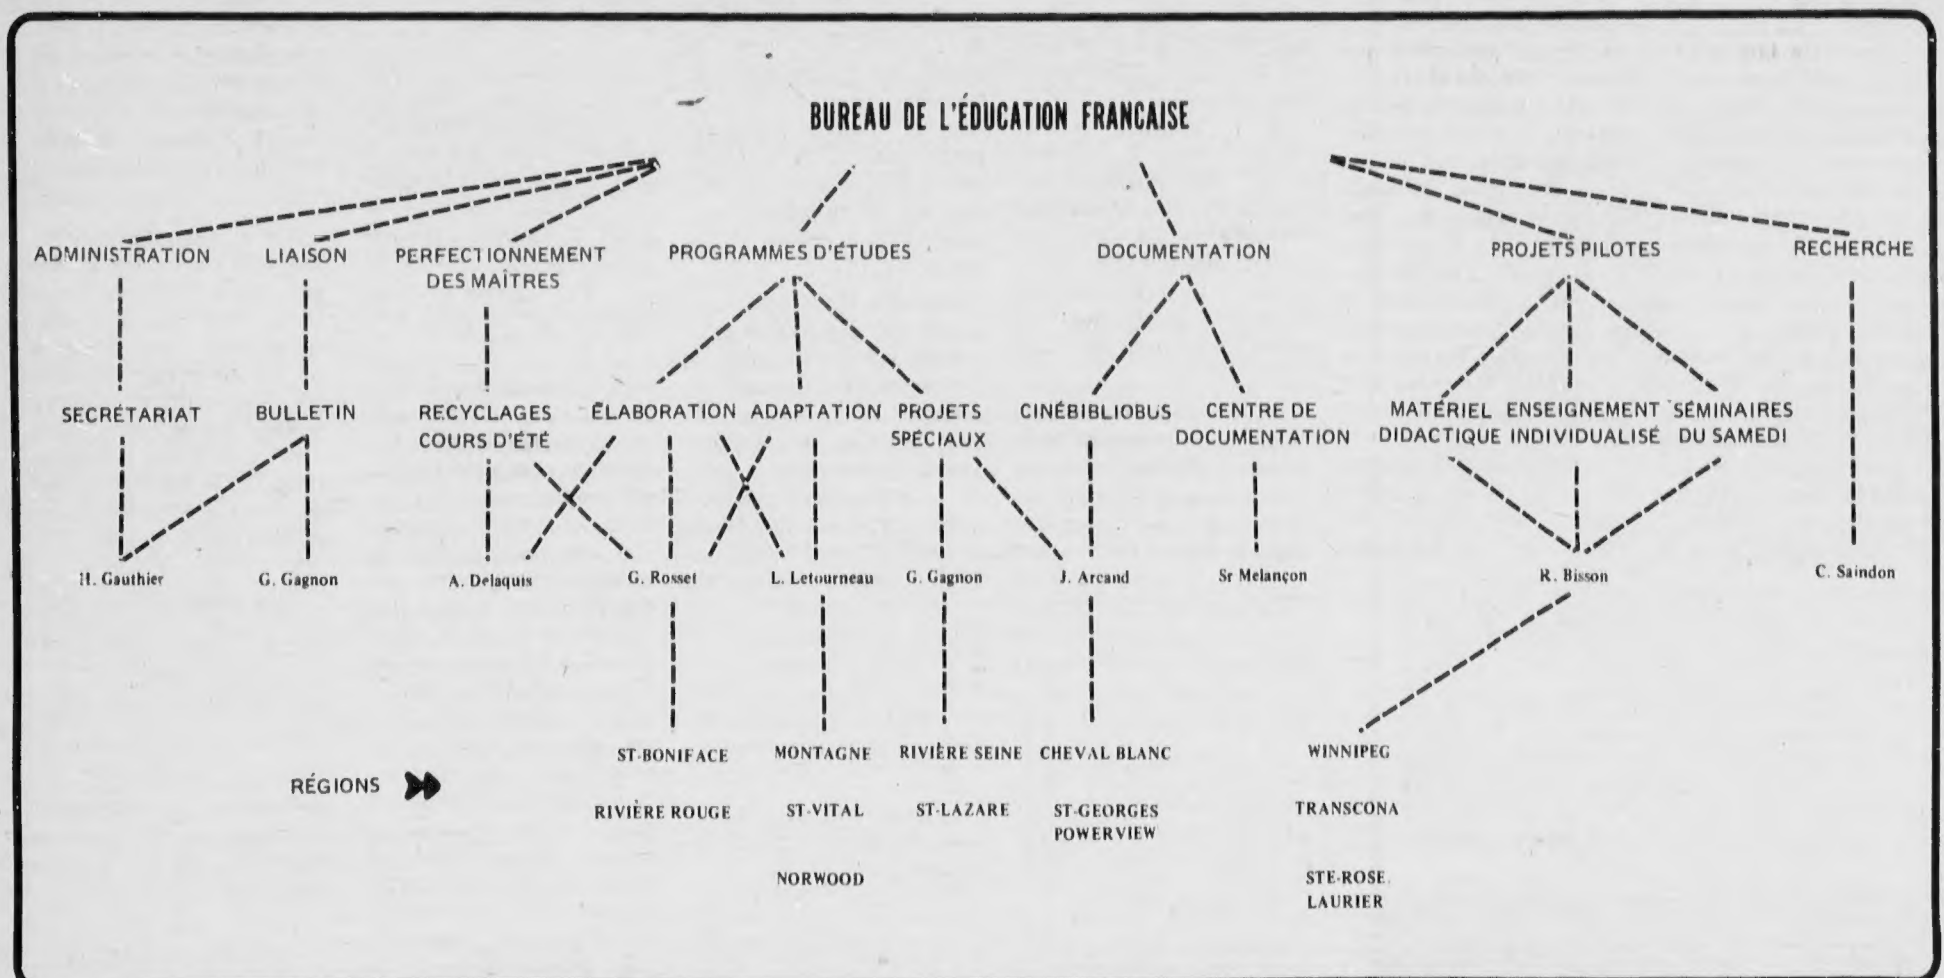 BUREAU DE L'ÉDUCATION FRANCAISE
ADMINISTRATION LIAISON PERFECTIONNEMENT PROGRAMMES D'ÉTUDES DOCUMENTATION PROJETS PILOTES RECHERCHE
DES MAÎTRES
SECRÉTARIAT BULLETIN RECYCLAGES ÉLABORATION ADAPTATION PROJETS CINÉBIBLIOBUS CENTRE DE MATÉRIEL ENSEIGNEMENT SÉMINAIRES
COURS D'ÉTÉ SPÉCIAUX DOCUMENTATION DIDACTIQUE INDIVIDUALISÉ DU SAMEDI
H. Gauthier G. Gagnon A. Delaquis G. Rosset L. Letourneau G. Gagnon J. Arcand Sr Melançon R. Bisson C. Saindon
ST-BONIFACE MONTAGNE RIVIÈRE SEINE CHEVAL BLANC WINNIPEG
RÉGIONS
RIVIÈRE ROUGE ST-VITAL ST-LAZARE ST-GEORGES TRANSCONA
POWERVIEW
NORWOOD STE-ROSE
LAURIER